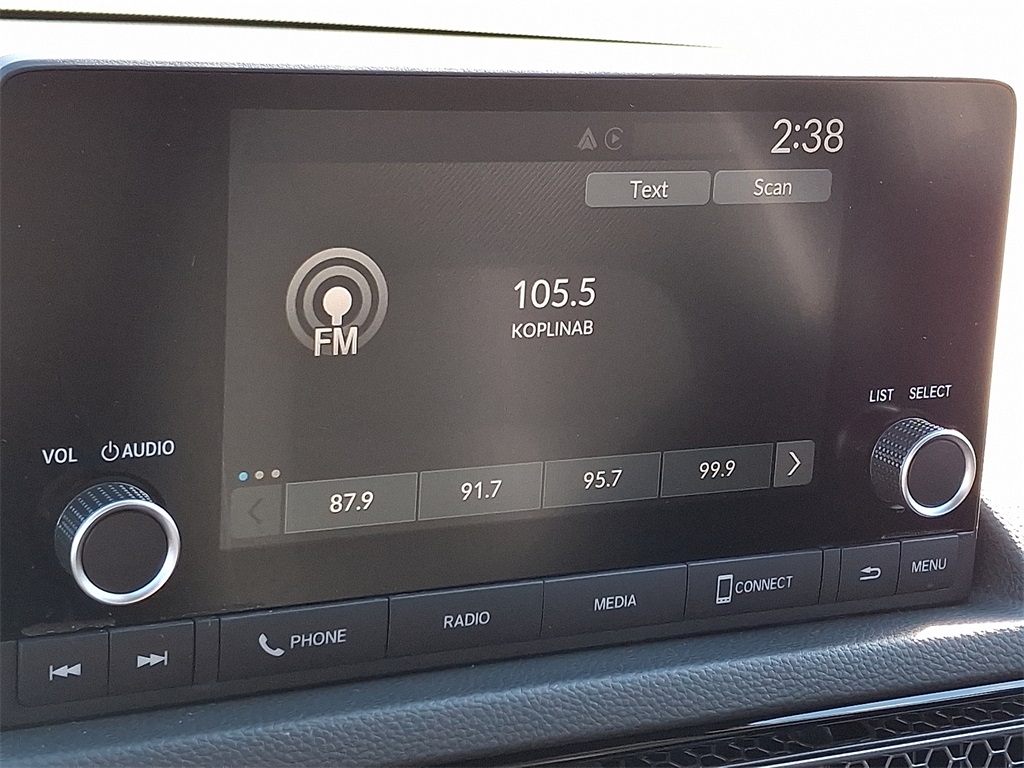 2:38
Text Scan
FM
105.5
KOPLINAB
LIST SELECT
VOL AUDIO
87.9 91.7 95.7 99.9
PHONE RADIO MEDIA CONNECT MENU